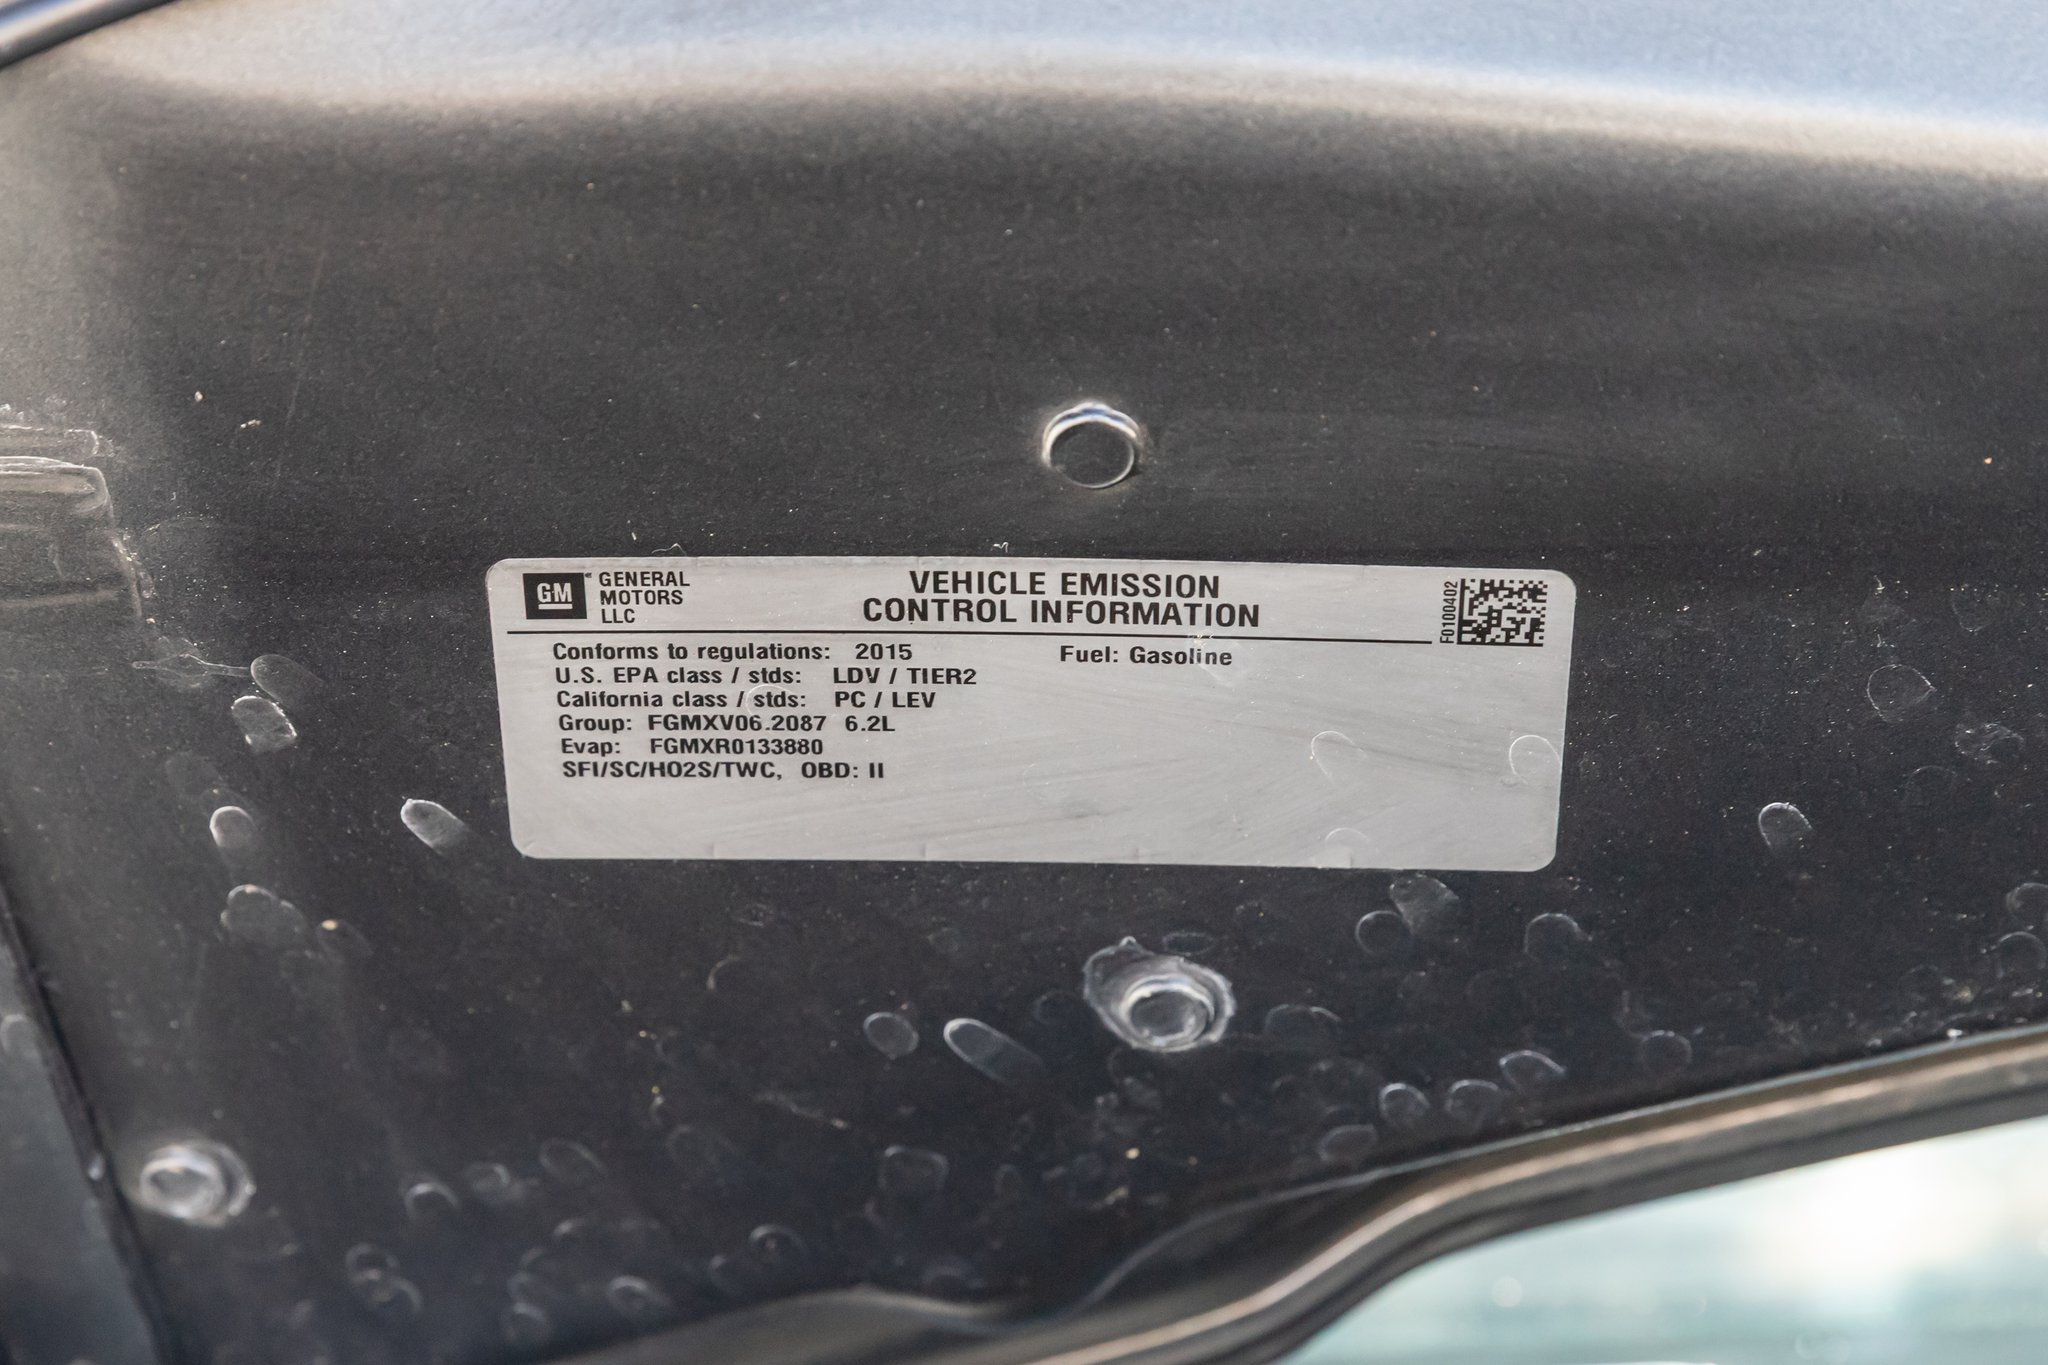 GM
GENERAL
MOTORS
LLC
VEHICLE EMISSION
CONTROL INFORMATION
F0100402
Conforms to regulations: 2015 Fuel: Gasoline
U.S. EPA class / stds: LDV / TIER2
California class / stds: PC / LEV
Group: FGMXV06.2087 6.2L
Evap: FGMXR0133880
SFI/SC/HO2S/TWC, OBD: II